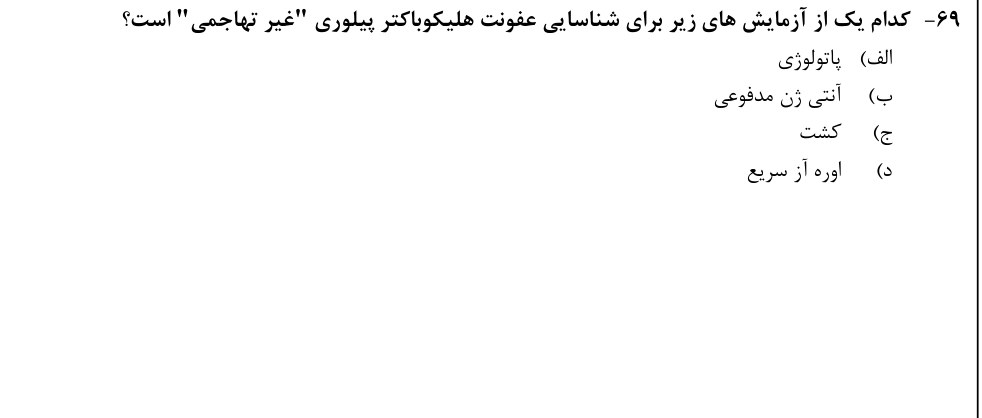 ۶۹- کدام یک از آزمایش های زیر برای شناسایی عفونت هلیکوباکتر پیلوری "غیر تهاجمی" است؟
الف) پاتولوژی
ب) آنتی ژن مدفوعی
ج) کشت
د) اوره آز سریع